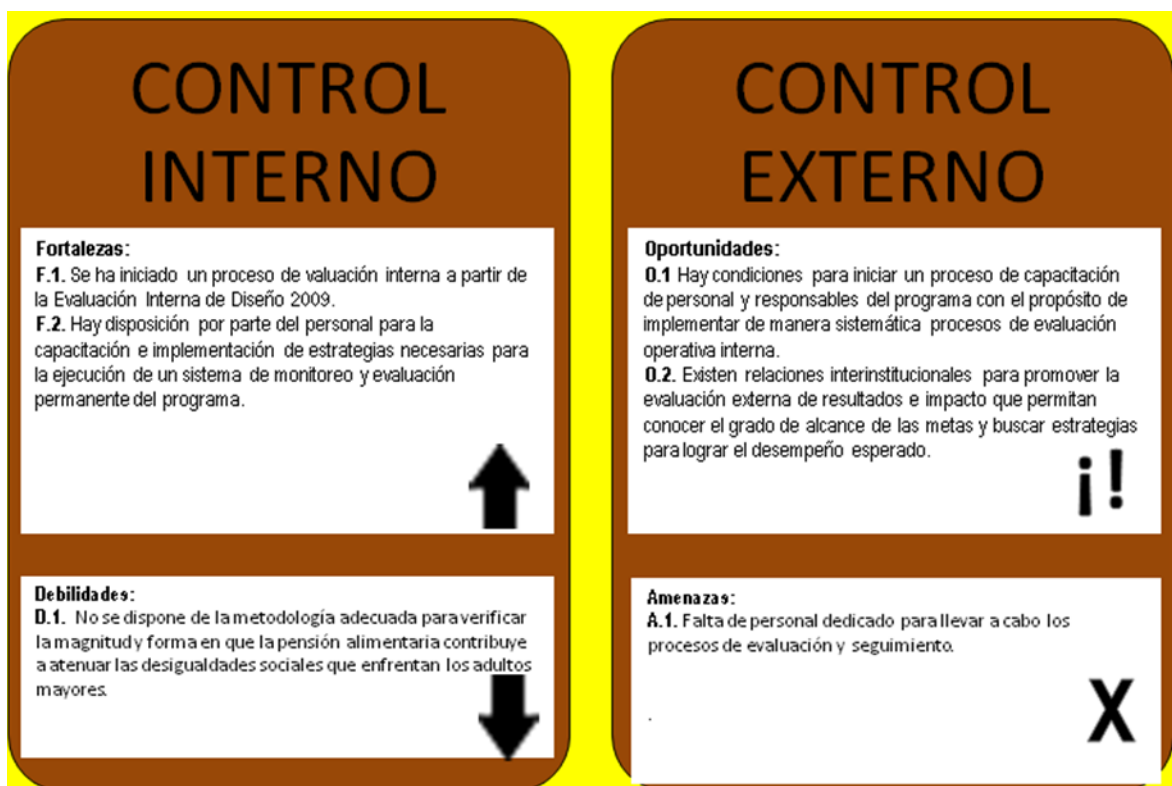 CONTROL
INTERNO
Fortalezas:
F.1. Se ha iniciado un proceso de valuación interna a partir de
la Evaluación Interna de Diseño 2009.
F.2. Hay disposición por parte del personal para la
capacitación e implementación de estrategias necesarias para
la ejecución de un sistema de monitoreo y evaluación
permanente del programa.
Debilidades:
D.1. No se dispone de la metodología adecuada para verificar
la magnitud y forma en que la pensión alimentaria contribuye
a atenuar las desigualdades sociales que enfrentan los adultos
mayores.
CONTROL
EXTERNO
Oportunidades:
O.1 Hay condiciones para iniciar un proceso de capacitación
de personal y responsables del programa con el propósito de
implementar de manera sistemática procesos de evaluación
operativa interna.
O.2. Existen relaciones interinstitucionales para promover la
evaluación externa de resultados e impacto que permitan
conocer el grado de alcance de las metas y buscar estrategias
para lograr el desempeño esperado.
¡!
Amenazas:
A.1. Falta de personal dedicado para llevar a cabo los
procesos de evaluación y seguimiento.
.
X